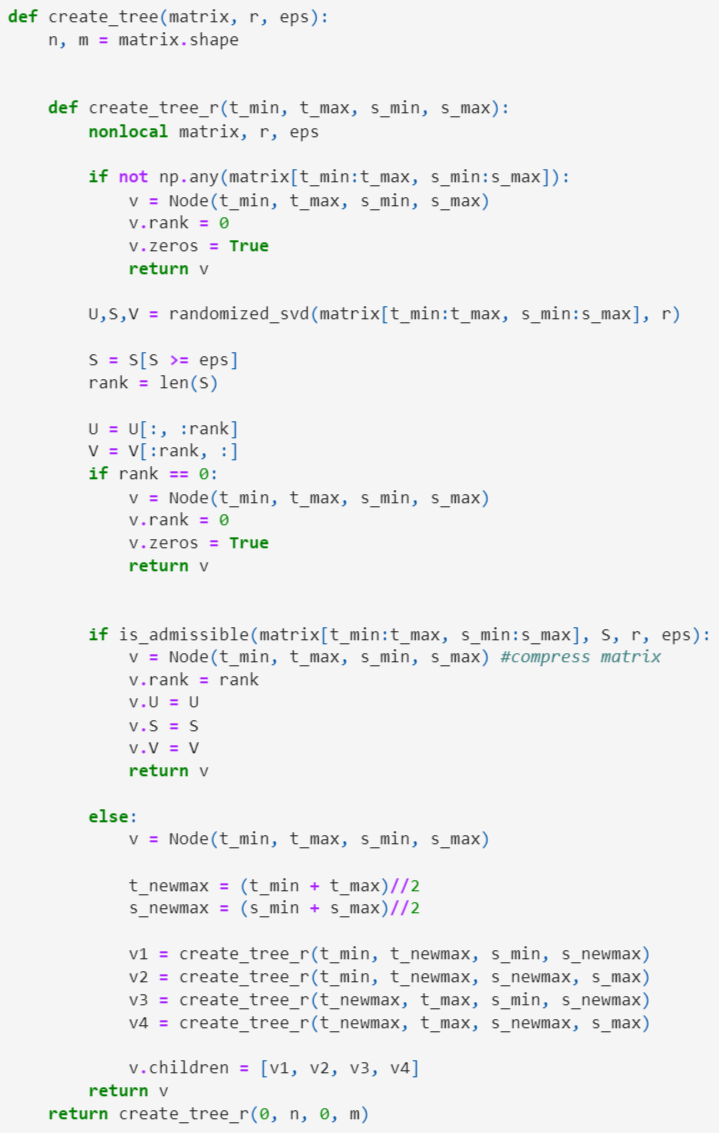 def create_tree(matrix, r, eps):
    n, m = matrix.shape
    def create_tree_r(t_min, t_max, s_min, s_max):
        nonlocal matrix, r, eps
        if not np.any(matrix[t_min:t_max, s_min:s_max]):
            v = Node(t_min, t_max, s_min, s_max)
            v.rank = 0
            v.zeros = True
            return v
        U,S,V = randomized_svd(matrix[t_min:t_max, s_min:s_max], r)
        S = S[S >= eps]
        rank = len(S)
        U = U[:, :rank]
        V = V[:rank, :]
        if rank == 0:
            v = Node(t_min, t_max, s_min, s_max)
            v.rank = 0
            v.zeros = True
            return v
        if is_admissible(matrix[t_min:t_max, s_min:s_max], S, r, eps):
            v = Node(t_min, t_max, s_min, s_max) #compress matrix
            v.rank = rank
            v.U = U
            v.S = S
            v.V = V
            return v
        else:
            v = Node(t_min, t_max, s_min, s_max)
            t_newmax = (t_min + t_max)//2
            s_newmax = (s_min + s_max)//2
            v1 = create_tree_r(t_min, t_newmax, s_min, s_newmax)
            v2 = create_tree_r(t_min, t_newmax, s_newmax, s_max)
            v3 = create_tree_r(t_newmax, t_max, s_min, s_newmax)
            v4 = create_tree_r(t_newmax, t_max, s_newmax, s_max)
            v.children = [v1, v2, v3, v4]
        return v
    return create_tree_r(0, n, 0, m)